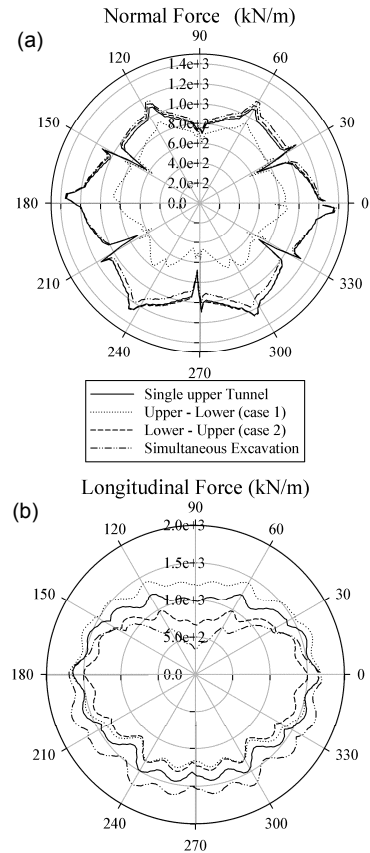 Normal Force (kN/m)
(a)
90
120
60
1.4e+3
1.2e+3
1.0e+3
150
30
8.0e+2
6.0e+2
4.0e+2
2.0e+2
180
0.0
0
210
330
240
300
270
Single upper Tunnel
Upper - Lower (case 1)
Lower - Upper (case 2)
Simultaneous Excavation
Longitudinal Force (kN/m)
(b)
90
2.0e+3
120
60
1.5e+3
150
30
1.0e+3
5.0e+2
180
0.0
0
210
330
240
300
270